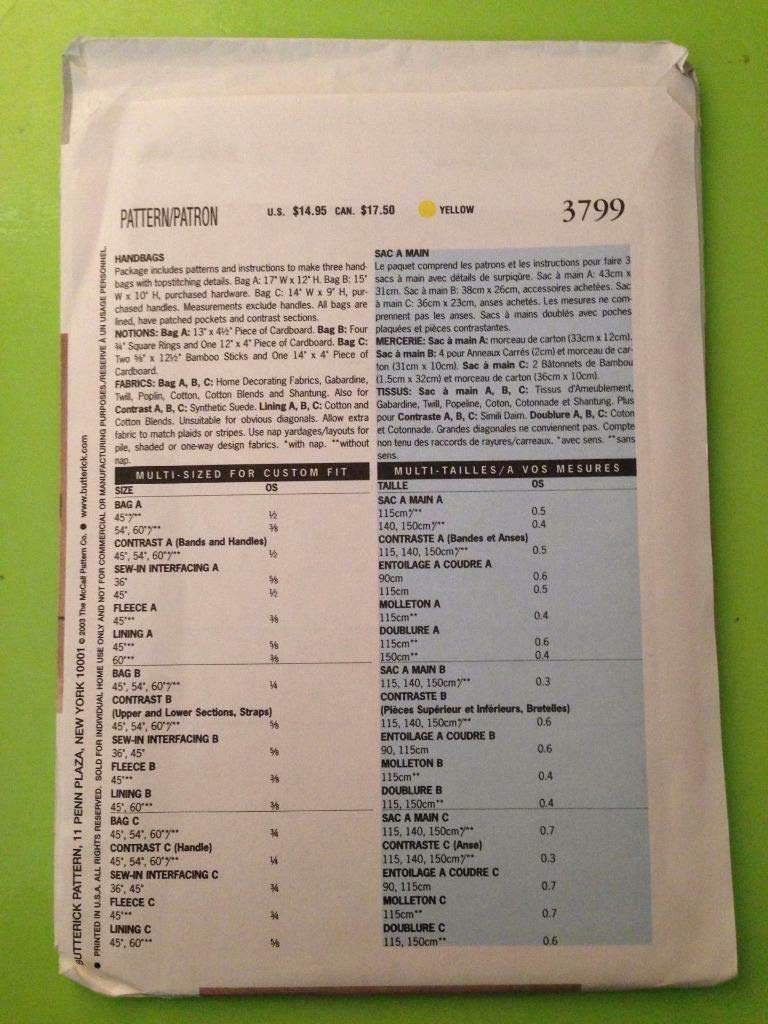 PATTERN/PATRON
U.S. $14.95 CAN. $17.50
YELLOW
3799
HANDBAGS
Package includes patterns and instructions to make three hand-
bags with topstitching details. Bag A: 17" W x 12" H. Bag B: 15"
W x 10" H, purchased hardware. Bag C: 14" W x 9" H, pur-
chased handles. Measurements exclude handles. All bags are
lined, have patched pockets and contrast sections.
NOTIONS: Bag A: 13" x 4½" Piece of Cardboard. Bag B: Four
¾" Square Rings and One 12" x 4" Piece of Cardboard. Bag C:
Two ⅝" x 12½" Bamboo Sticks and One 14" x 4" Piece of
Cardboard.
FABRICS: Bag A, B, C: Home Decorating Fabrics, Gabardine,
Twill, Poplin, Cotton, Cotton Blends and Shantung. Also for
Contrast A, B, C: Synthetic Suede. Lining A, B, C: Cotton and
Cotton Blends. Unsuitable for obvious diagonals. Allow extra
fabric to match plaids or stripes. Use nap yardages/layouts for
pile, shaded or one-way design fabrics. *with nap. **without
nap.
MULTI-SIZED FOR CUSTOM FIT
SIZE OS
BAG A
45"*/** ½
54", 60"*/** ⅜
CONTRAST A (Bands and Handles)
45", 54", 60"*/** ½
SEW-IN INTERFACING A
36" ⅝
45" ½
FLEECE A
45"** ⅜
LINING A
45"** ⅝
60"** ⅜
BAG B
45", 54", 60"*/** ¼
CONTRAST B
(Upper and Lower Sections, Straps)
45", 54", 60"*/** ⅝
SEW-IN INTERFACING B
36", 45" ⅝
FLEECE B
45"** ⅜
LINING B
45", 60"** ⅜
BAG C
45", 54", 60"*/** ¾
CONTRAST C (Handle)
45", 54", 60"*/** ¼
SEW-IN INTERFACING C
36", 45" ¾
FLEECE C
45"** ¾
LINING C
45", 60"** ⅝
SAC A MAIN
Le paquet comprend les patrons et les instructions pour faire 3
sacs à main avec détails de surpiqûre. Sac à main A: 43cm x
31cm. Sac à main B: 38cm x 26cm, accessoires achetées. Sac
à main C: 36cm x 23cm, anses achetés. Les mesures ne com-
prennent pas les anses. Sacs à mains doublés avec poches
plaquées et pièces contrastantes.
MERCERIE: Sac à main A: morceau de carton (33cm x 12cm).
Sac à main B: 4 pour Anneaux Carrés (2cm) et morceau de car-
ton (31cm x 10cm). Sac à main C: 2 Bâtonnets de Bambou
(1.5cm x 32cm) et morceau de carton (36cm x 10cm).
TISSUS: Sac à main A, B, C: Tissus d'Ameublement,
Gabardine, Twill, Popeline, Coton, Cotonnade et Shantung. Plus
pour Contraste A, B, C: Simili Daim. Doublure A, B, C: Coton
et Cotonnade. Grandes diagonales ne conviennent pas. Compte
non tenu des raccords de rayures/carreaux. *avec sens. **sans
sens.
MULTI-TAILLES/A VOS MESURES
TAILLE OS
SAC A MAIN A
115cm*/** 0.5
140, 150cm*/** 0.4
CONTRASTE A (Bandes et Anses)
115, 140, 150cm*/** 0.5
ENTOILAGE A COUDRE A
90cm 0.6
115cm 0.5
MOLLETON A
115cm** 0.4
DOUBLURE A
115cm** 0.6
150cm** 0.4
SAC A MAIN B
115, 140, 150cm*/** 0.3
CONTRASTE B
(Pièces Supérieur et Inférieurs, Bretelles)
115, 140, 150cm*/** 0.6
ENTOILAGE A COUDRE B
90, 115cm 0.6
MOLLETON B
115cm** 0.4
DOUBLURE B
115, 150cm** 0.4
SAC A MAIN C
115, 140, 150cm*/** 0.7
CONTRASTE C (Anse)
115, 140, 150cm*/** 0.3
ENTOILAGE A COUDRE C
90, 115cm 0.7
MOLLETON C
115cm** 0.7
DOUBLURE C
115, 150cm** 0.6
BUTTERICK PATTERN, 11 PENN PLAZA, NEW YORK 10001 © 2003 The McCall Pattern Co. ● www.butterick.com
● PRINTED IN U.S.A. ALL RIGHTS RESERVED. SOLD FOR INDIVIDUAL HOME USE ONLY AND NOT FOR COMMERCIAL OR MANUFACTURING PURPOSES./RESERVE À UN USAGE PERSONNEL.